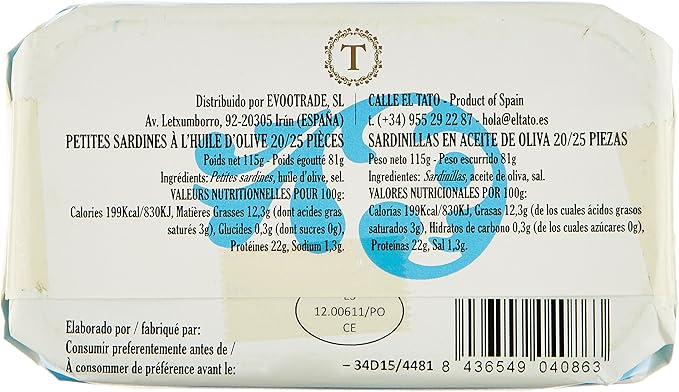 T
Distribuido por EVOOTRADE, SL
Av. Letxumborro, 92-20305 Irún (ESPAÑA)
PETITES SARDINES À L'HUILE D'OLIVE 20/25 PIÈCES
Poids net 115g - Poids égoutté 81g
Ingrédients: Petites sardines, huile d'olive, sel.
VALEURS NUTRITIONNELLES POUR 100g:
Calories 199Kcal/830KJ, Matières Grasses 12,3g (dont acides gras
saturés 3g), Glucides 0,3g (dont sucres 0g),
Protéines 22g, Sodium 1,3g.
CALLE EL TATO - Product of Spain
t. (+34) 955 29 22 87 - hola@eltato.es
SARDINILLAS EN ACEITE DE OLIVA 20/25 PIEZAS
Peso neto 115g - Peso escurrido 81g
Ingredientes: Sardinillas, aceite de oliva, sal.
VALORES NUTRICIONALES POR 100g:
Calorías 199Kcal/830KJ, Grasas 12,3g (de los cuales ácidos grasos
saturados 3g), Hidratos de carbono 0,3g (de los cuales azúcares 0g),
Proteínas 22g, Sal 1,3g.
ES
12.00611/PO
CE
Elaborado por / fabriqué par:
Consumir preferentemente antes de /
À consommer de préférence avant le:
- 34D15/4481
8 436549 040863